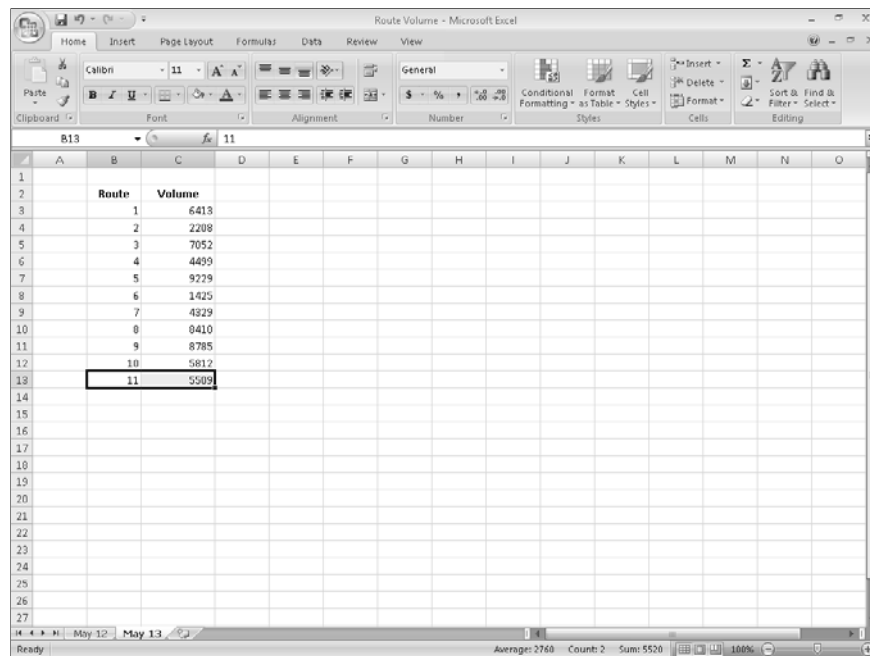 Route Volume - Microsoft Excel
Home Insert Page Layout Formulas Data Review View
Paste
Calibri 11 A A
B I U A
General
$ % , .00 .00
Conditional Formatting
Format as Table
Cell Styles
Insert
Delete
Format
Σ
Sort & Filter
Find & Select
Clipboard Font Alignment Number Styles Cells Editing
B13 fx 11
A B C D E F G H I J K L M N O
1
2 Route Volume
3 1 6413
4 2 2208
5 3 7052
6 4 4499
7 5 9229
8 6 1425
9 7 4329
10 8 8410
11 9 8785
12 10 5812
13 11 5509
14
15
16
17
18
19
20
21
22
23
24
25
26
27
May 12 May 13
Ready Average: 2760 Count: 2 Sum: 5520 100%